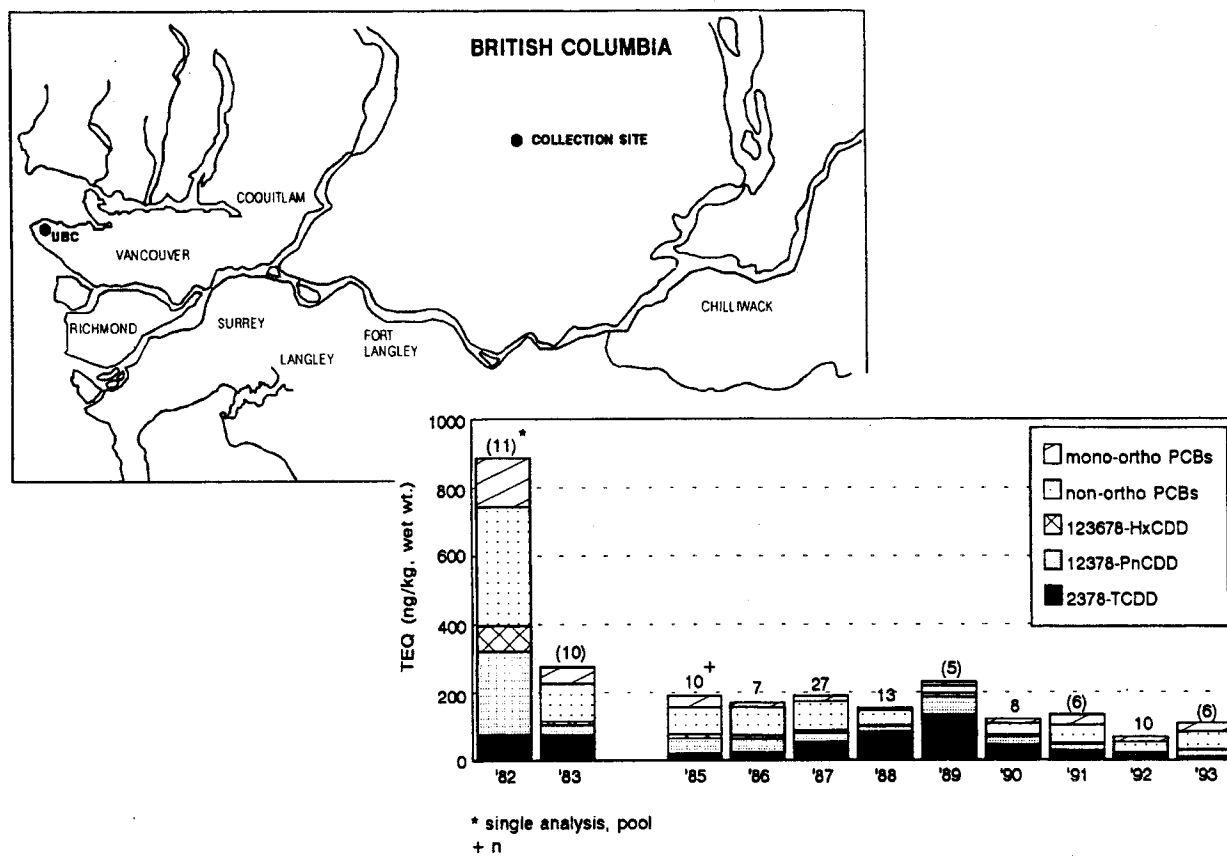 BRITISH COLUMBIA
COLLECTION SITE
COQUITLAM
UBC
VANCOUVER
CHILLIWACK
RICHMOND
SURREY
FORT
LANGLEY
LANGLEY
TEQ (ng/kg, wet wt.)
1000
800
600
400
200
0
(11)*
(10)
10+
7
27
13
(5)
8
(6)
10
(6)
mono-ortho PCBs
non-ortho PCBs
123678-HxCDD
12378-PnCDD
2378-TCDD
'82 '83 '85 '86 '87 '88 '89 '90 '91 '92 '93
* single analysis, pool
+ n